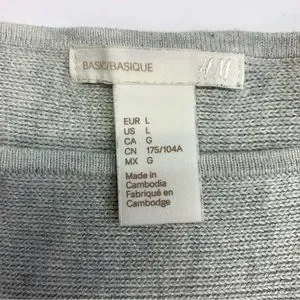 BASIC/BASIQUE H&M
EUR L
US L
CA G
CN 175/104A
MX G
Made in
Cambodia
Fabriqué en
Cambodge